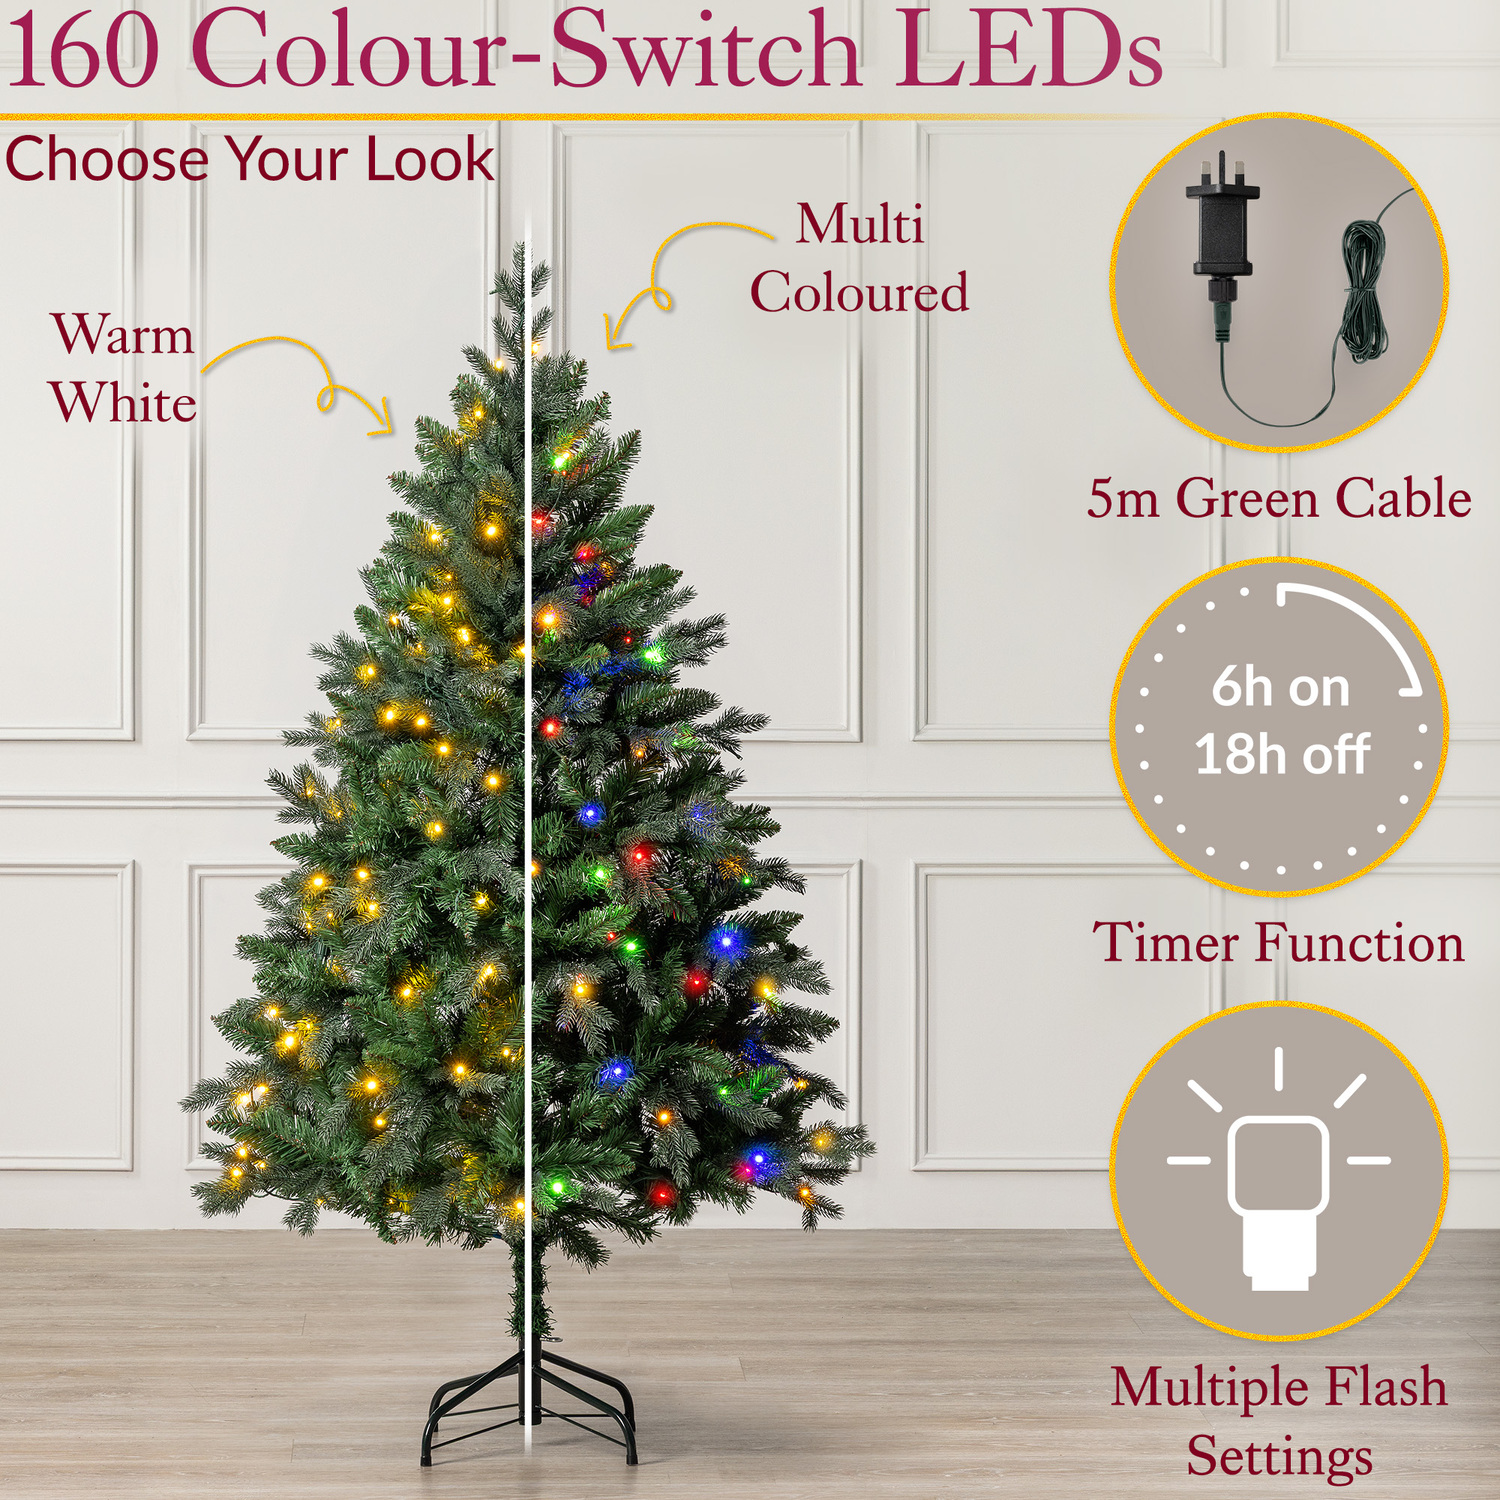 160 Colour-Switch LEDs
Choose Your Look
Warm
White
Multi
Coloured
5m Green Cable
6h on
18h off
Timer Function
Multiple Flash
Settings